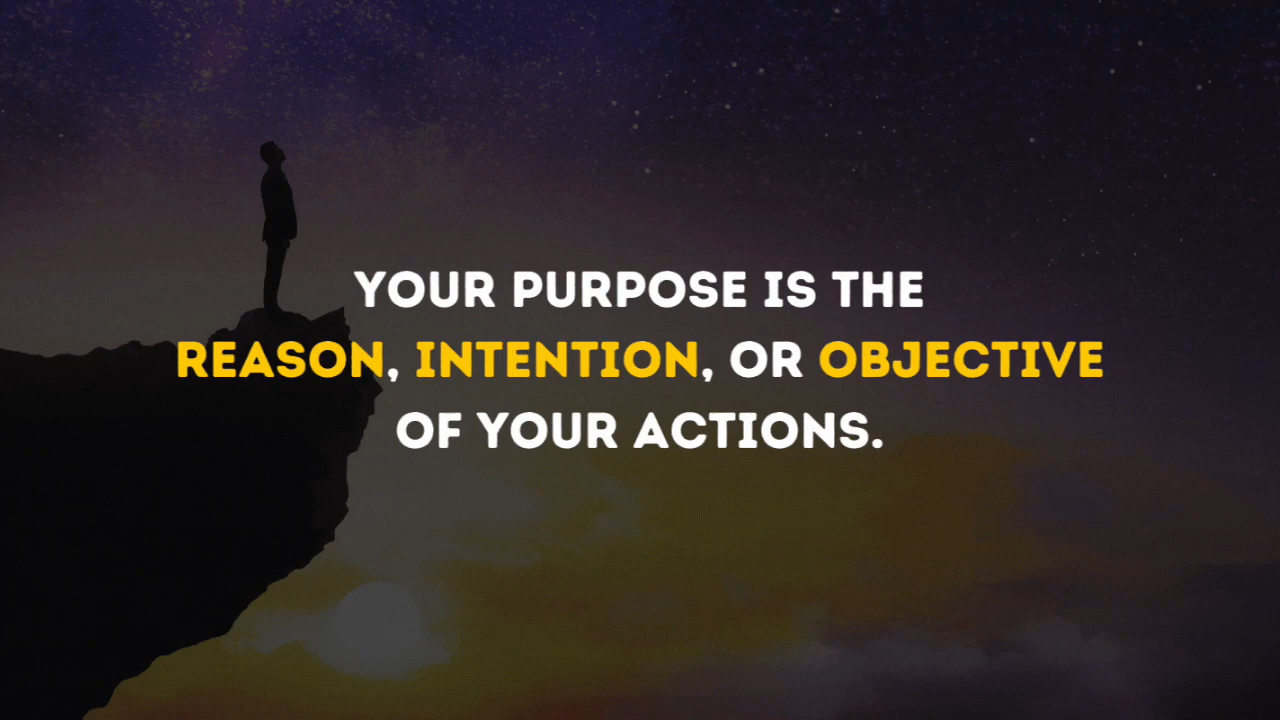 YOUR PURPOSE IS THE
REASON, INTENTION, OR OBJECTIVE
OF YOUR ACTIONS.